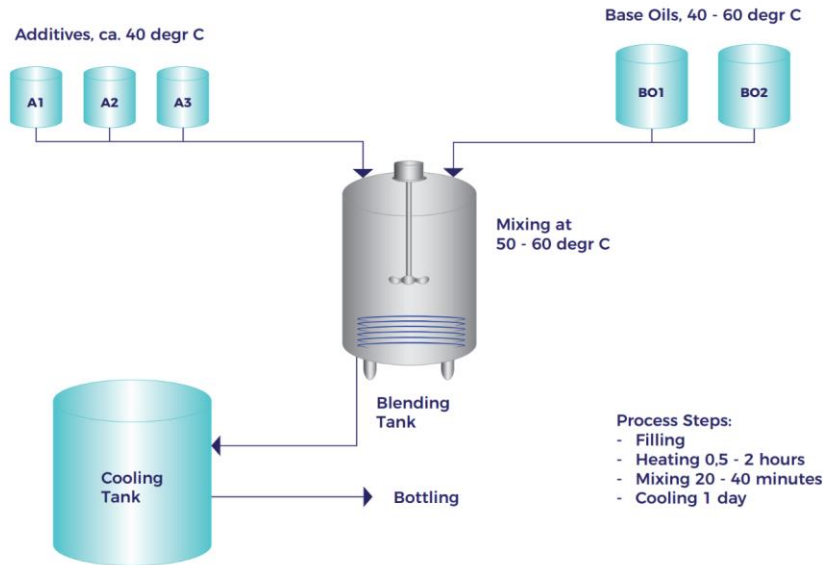 Additives, ca. 40 degr C
A1
A2
A3
Base Oils, 40 - 60 degr C
BO1
BO2
Mixing at
50 - 60 degr C
Blending
Tank
Cooling
Tank
Bottling
Process Steps:
- Filling
- Heating 0,5 - 2 hours
- Mixing 20 - 40 minutes
- Cooling 1 day